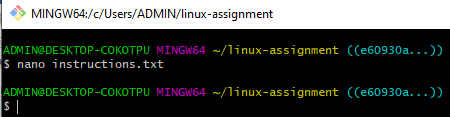 MINGW64:/c/Users/ADMIN/linux-assignment
ADMIN@DESKTOP-COKOTPU MINGW64 ~/linux-assignment ((e60930a...))
$ nano instructions.txt
ADMIN@DESKTOP-COKOTPU MINGW64 ~/linux-assignment ((e60930a...))
$